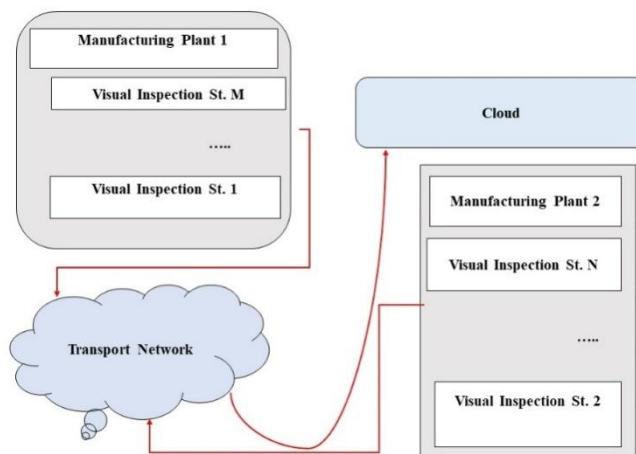 Manufacturing Plant 1
Visual Inspection St. M
.....
Visual Inspection St. 1
Transport Network
Cloud
Manufacturing Plant 2
Visual Inspection St. N
.....
Visual Inspection St. 2